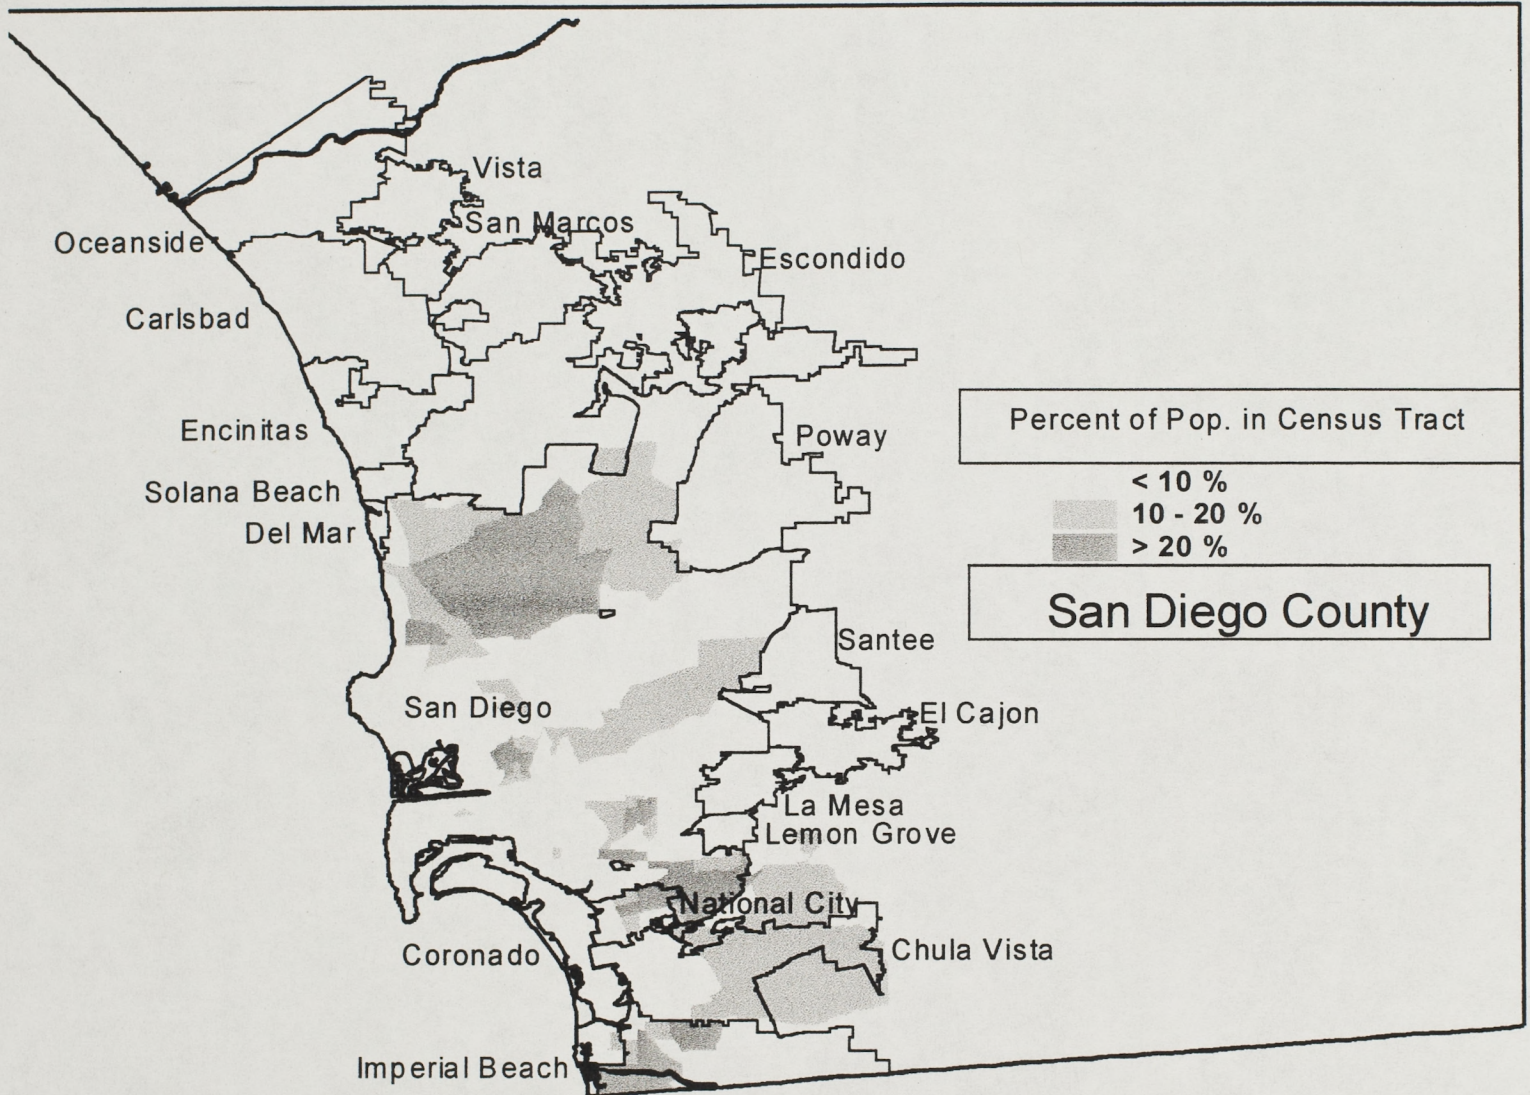 Vista
San Marcos
Oceanside
Escondido
Carlsbad
Percent of Pop. in Census Tract
Encinitas
Poway
< 10 %
Solana Beach
10 - 20 %
Del Mar
> 20 %
San Diego County
Santee
San Diego
El Cajon
La Mesa
Lemon Grove
National City
Coronado
Chula Vista
Imperial Beach